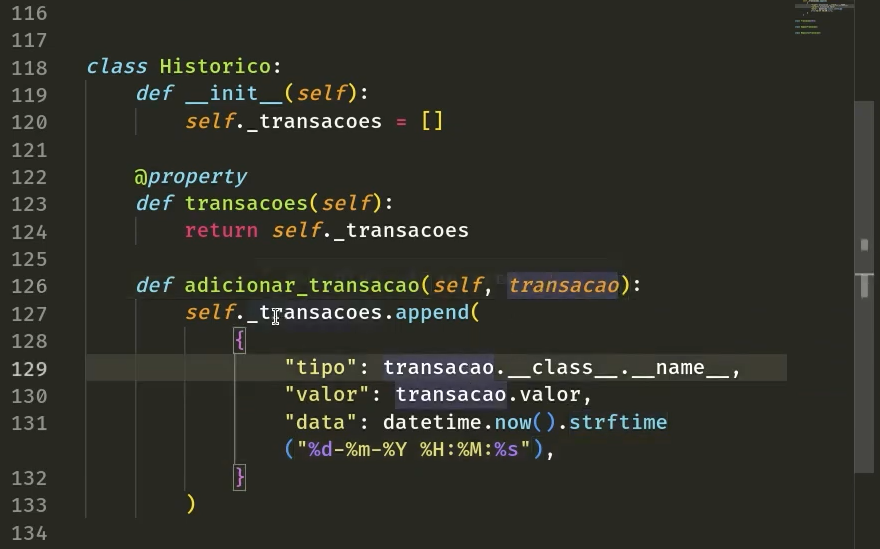 116
117
118 class Historico:
119 def __init__(self):
120 self._transacoes = []
121
122 @property
123 def transacoes(self):
124 return self._transacoes
125
126 def adicionar_transacao(self, transacao):
127 self._transacoes.append(
128 {
129 "tipo": transacao.__class__.__name__,
130 "valor": transacao.valor,
131 "data": datetime.now().strftime
("%d-%m-%Y %H:%M:%s"),
132 }
133 )
134